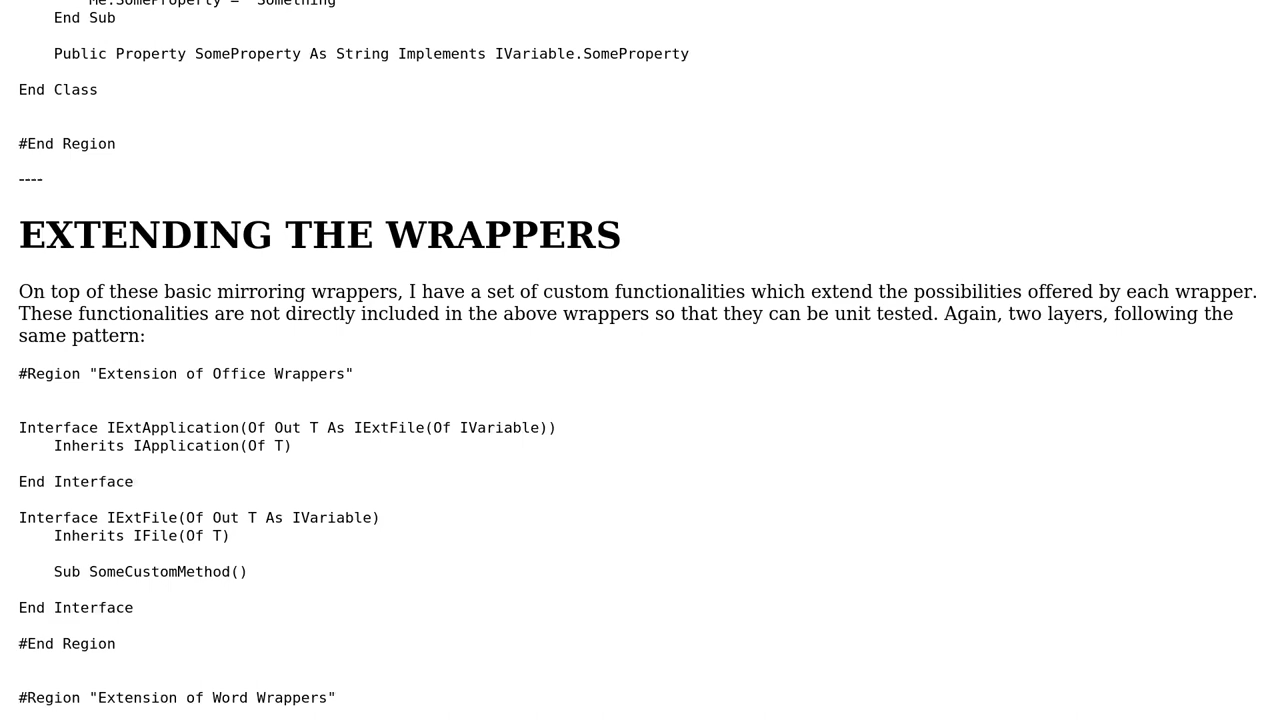 Me.SomeProperty = "Something"
End Sub
Public Property SomeProperty As String Implements IVariable.SomeProperty
End Class
#End Region
----
EXTENDING THE WRAPPERS
On top of these basic mirroring wrappers, I have a set of custom functionalities which extend the possibilities offered by each wrapper.
These functionalities are not directly included in the above wrappers so that they can be unit tested. Again, two layers, following the
same pattern:
#Region "Extension of Office Wrappers"
Interface IExtApplication(Of Out T As IExtFile(Of IVariable))
Inherits IApplication(Of T)
End Interface
Interface IExtFile(Of Out T As IVariable)
Inherits IFile(Of T)
Sub SomeCustomMethod()
End Interface
#End Region
#Region "Extension of Word Wrappers"